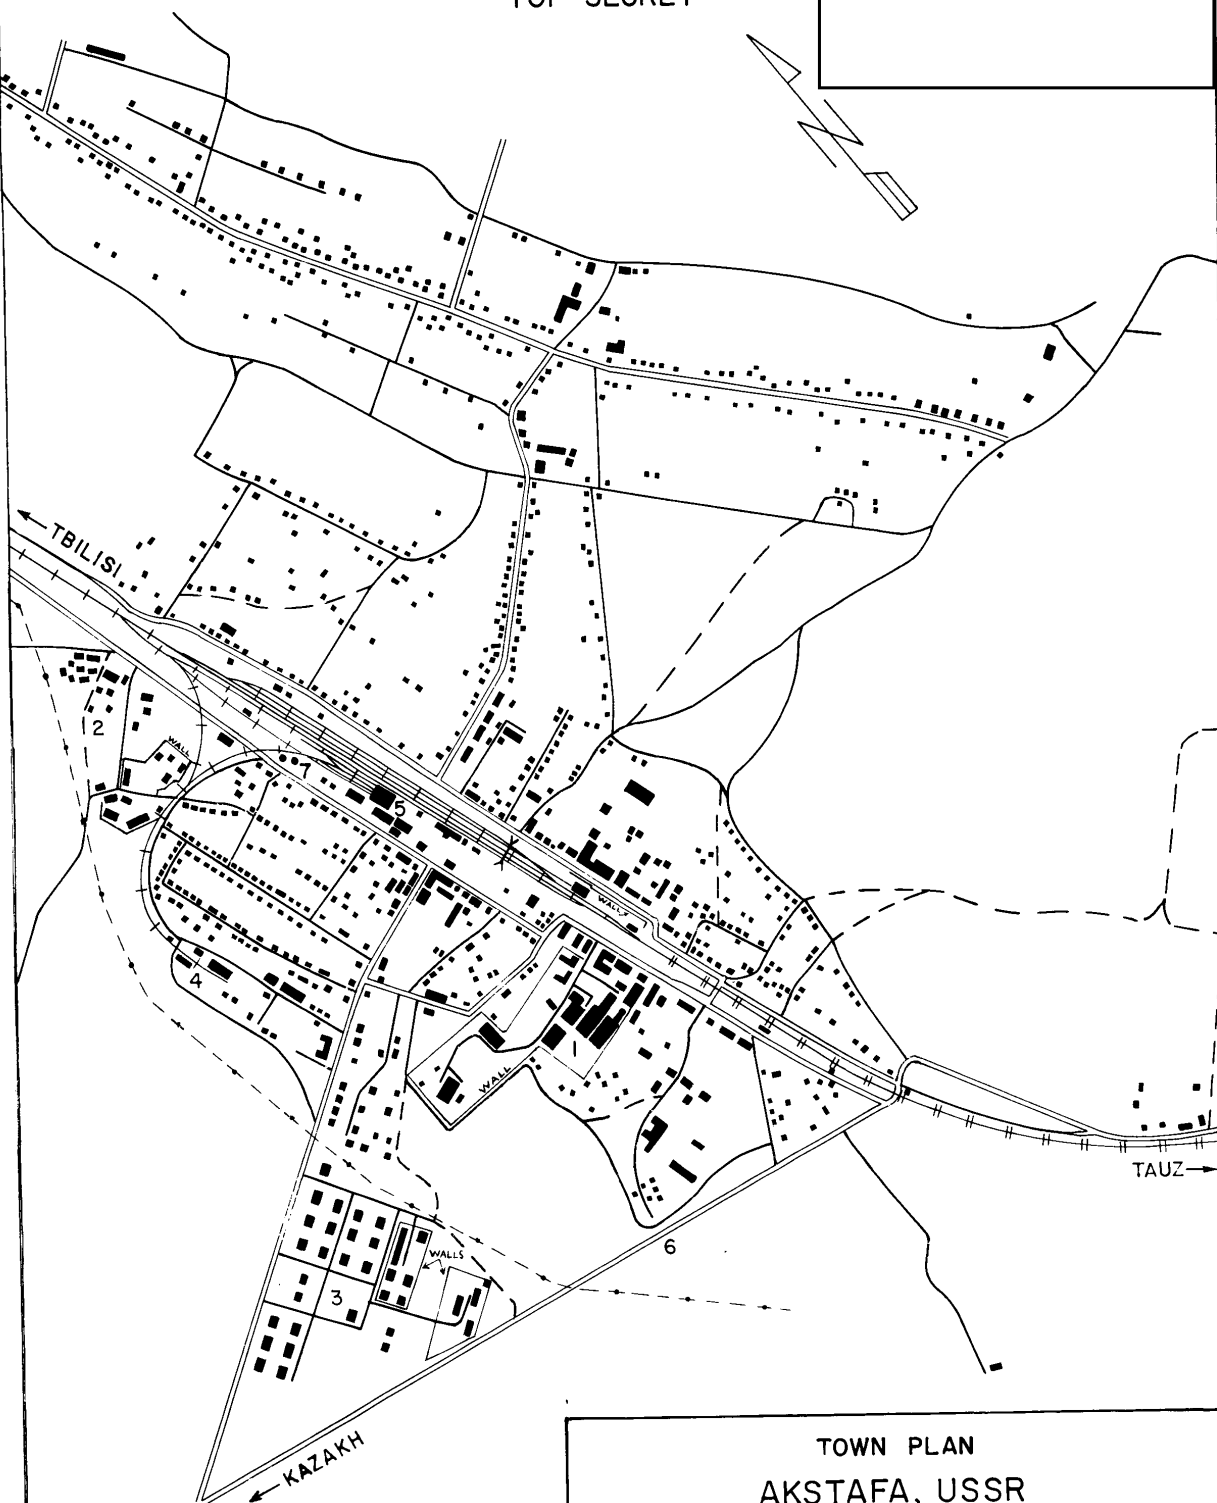 TOP SECRET
TBILISI
2
WALL
7
5
WALLS
4
1
WALL
TAUZ
6
WALLS
3
KAZAKH
TOWN PLAN
AKSTAFA, USSR